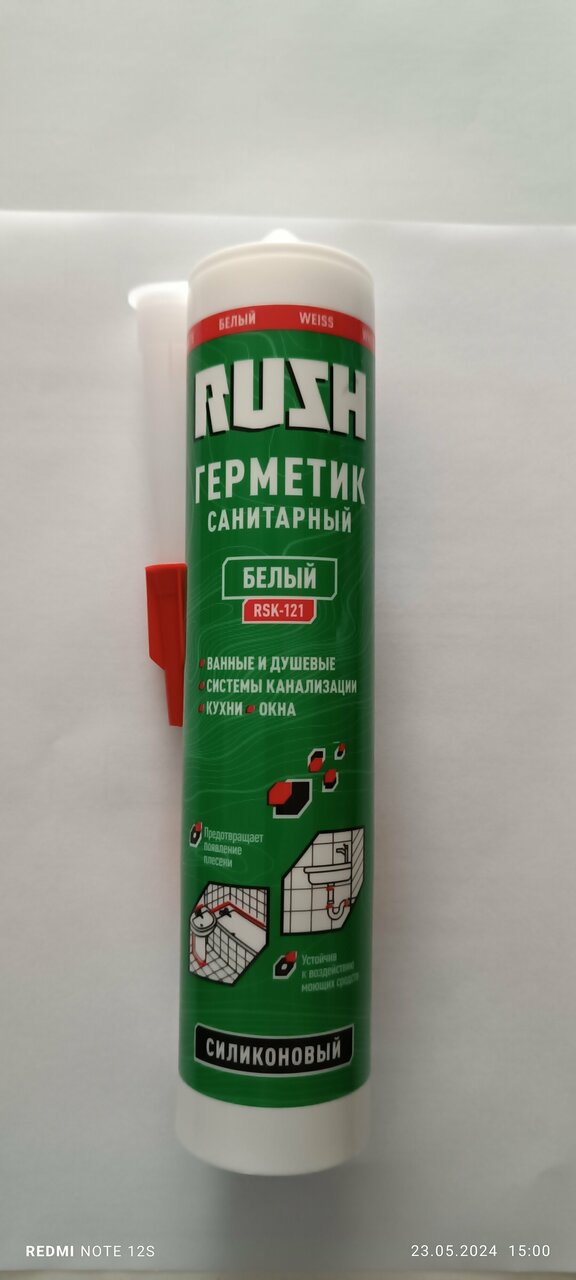 БЕЛЫЙ WEISS
RUSH
ГЕРМЕТИК
САНИТАРНЫЙ
БЕЛЫЙ
RSK-121
ВАННЫЕ И ДУШЕВЫЕ
СИСТЕМЫ КАНАЛИЗАЦИИ
КУХНИ ОКНА
Предотвращает
появление
плесени
Устойчив
к воздействию
моющих средств
СИЛИКОНОВЫЙ
REDMI NOTE 12S 23.05.2024 15:00